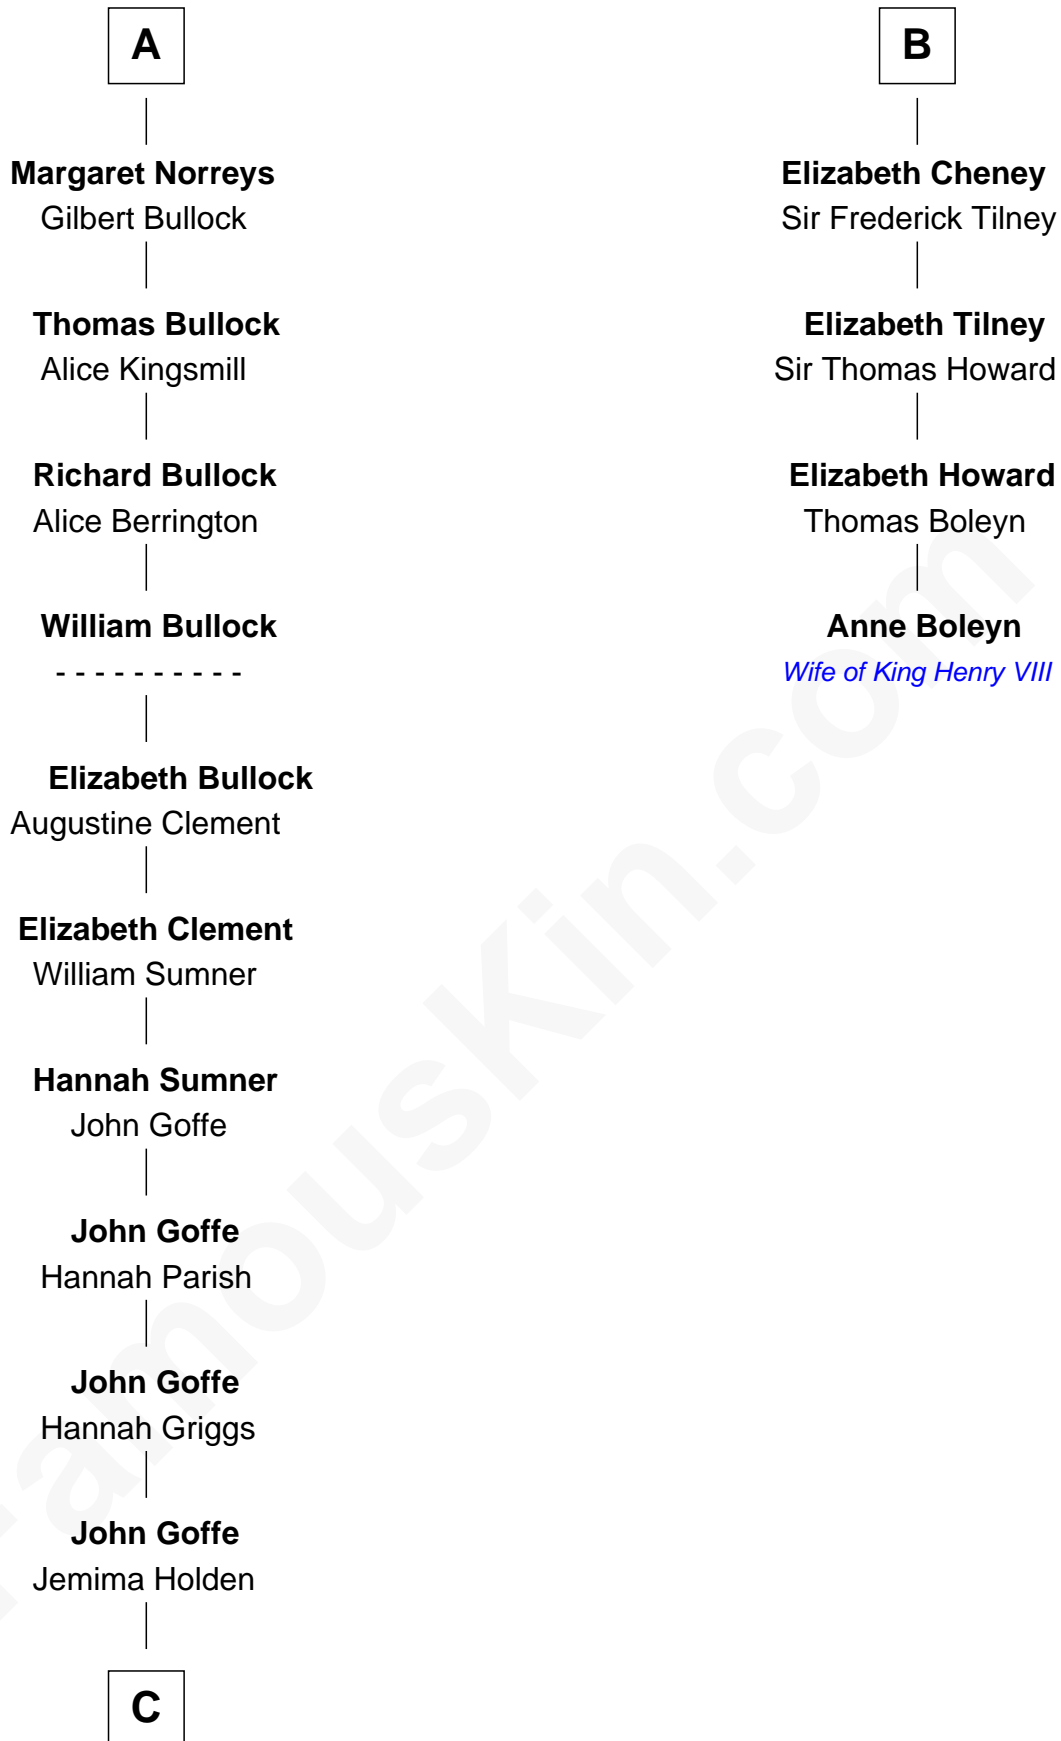 A
Margaret Norreys
Gilbert Bullock
Thomas Bullock
Alice Kingsmill
Richard Bullock
Alice Berrington
William Bullock
- - - - - - - - - -
Elizabeth Bullock
Augustine Clement
Elizabeth Clement
William Sumner
Hannah Sumner
John Goffe
John Goffe
Hannah Parish
John Goffe
Hannah Griggs
John Goffe
Jemima Holden
C
B
Elizabeth Cheney
Sir Frederick Tilney
Elizabeth Tilney
Sir Thomas Howard
Elizabeth Howard
Thomas Boleyn
Anne Boleyn
Wife of King Henry VIII
FamousKin.com